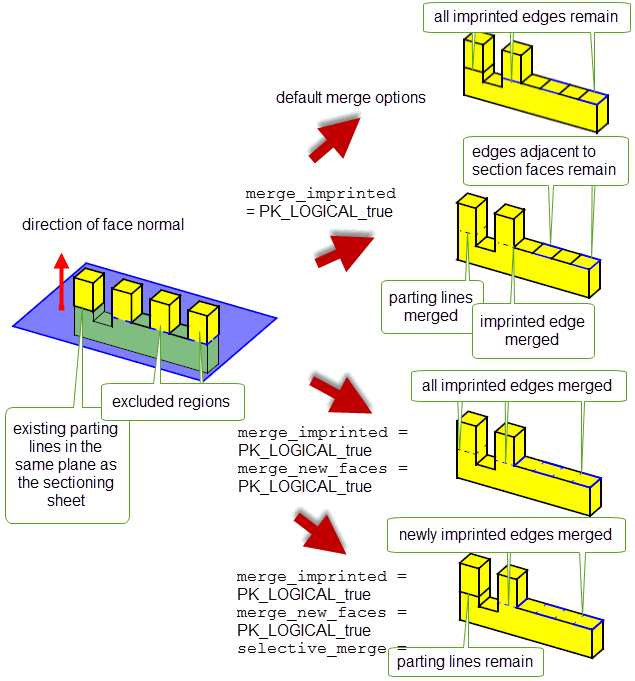 all imprinted edges remain
default merge options
edges adjacent to
section faces remain
merge_imprinted
= PK_LOGICAL_true
direction of face normal
parting lines
merged
imprinted edge
merged
excluded regions
existing parting
lines in the
same plane as
the sectioning
sheet
all imprinted edges merged
merge_imprinted =
PK_LOGICAL_true
merge_new_faces =
PK_LOGICAL_true
newly imprinted edges merged
merge_imprinted =
PK_LOGICAL_true
merge_new_faces =
PK_LOGICAL_true
selective_merge =
parting lines remain